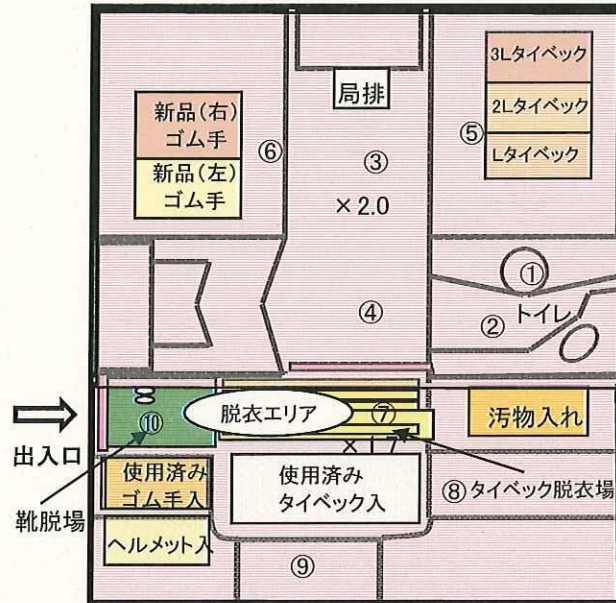 3Lタイベック
2Lタイベック
Lタイベック
⑤
局排
新品(右)
ゴム手
新品(左)
ゴム手
⑥
③
×2.0
①
④
②
トイレ
⑩
脱衣エリア
⑦
汚物入れ
出入口
靴脱場
使用済み
ゴム手入
使用済み
タイベック入
⑧タイベック脱衣場
ヘルメット入
⑨